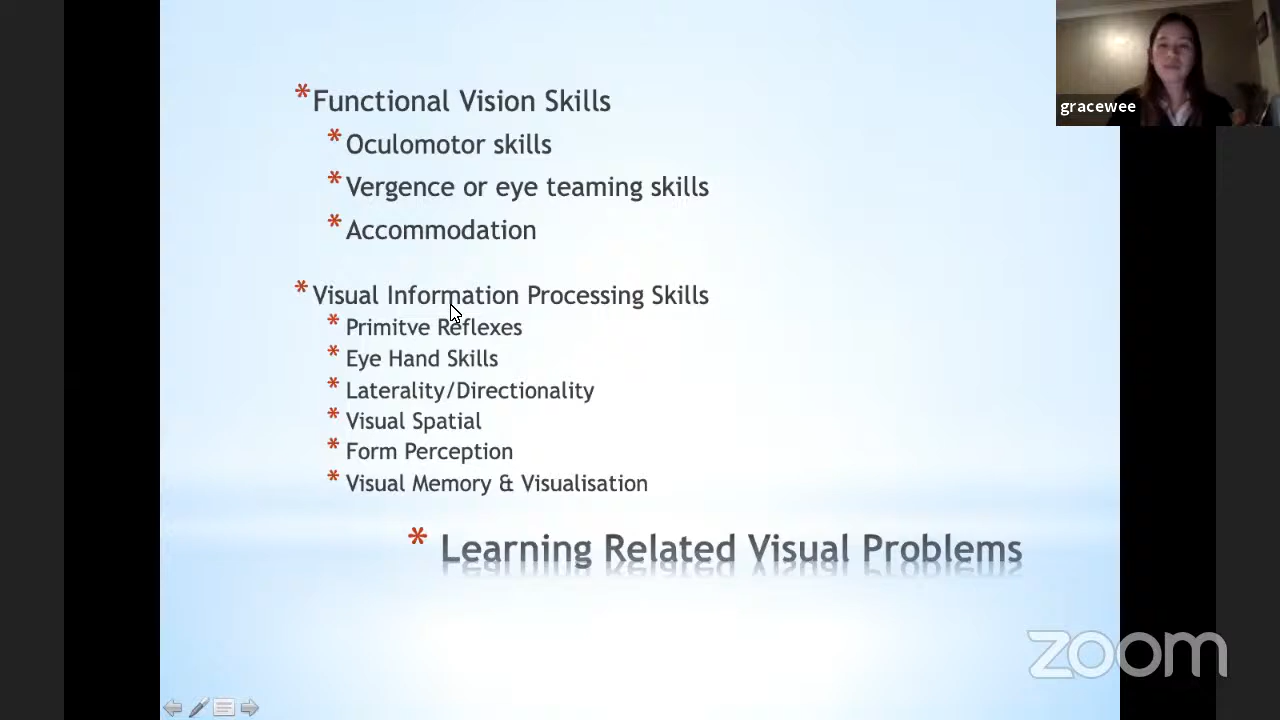 * Functional Vision Skills
* Oculomotor skills
* Vergence or eye teaming skills
* Accommodation
* Visual Information Processing Skills
* Primitve Reflexes
* Eye Hand Skills
* Laterality/Directionality
* Visual Spatial
* Form Perception
* Visual Memory & Visualisation
* Learning Related Visual Problems
gracewee
zoom